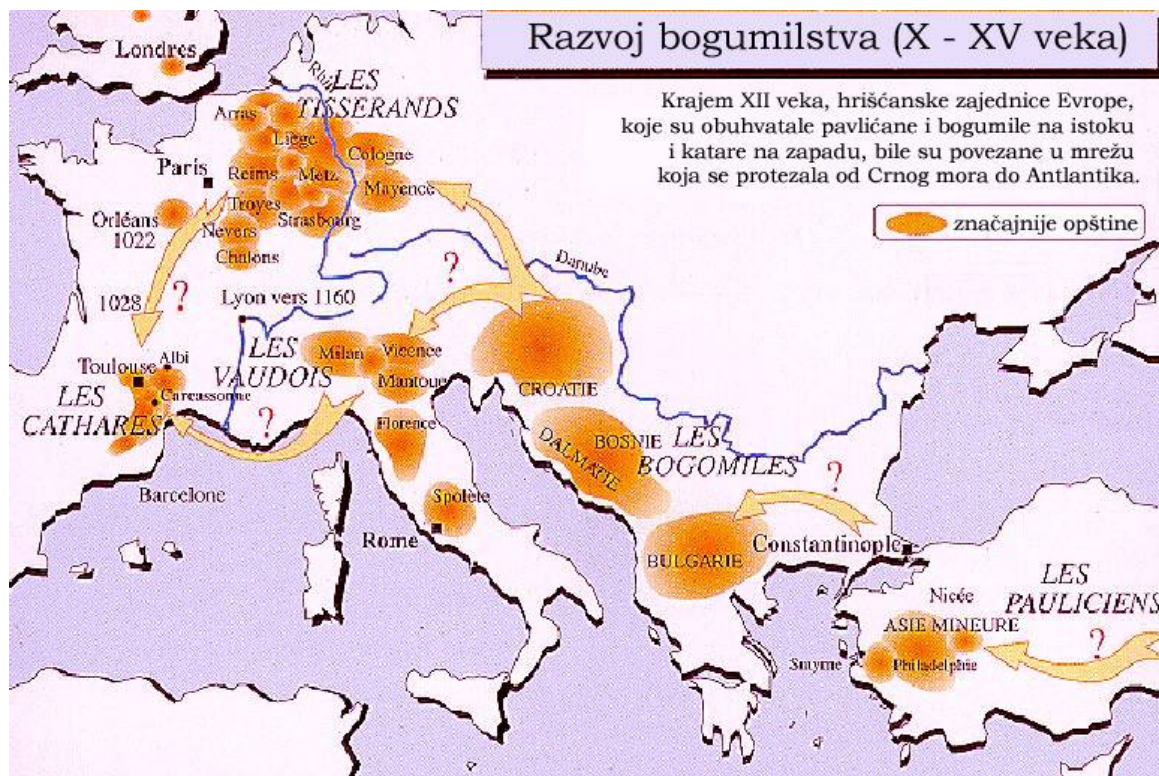 Razvoj bogumilstva (X - XV veka)
Krajem XII veka, hrišćanske zajednice Evrope,
koje su obuhvatale pavlićane i bogumile na istoku
i katare na zapadu, bile su povezane u mrežu
koja se protezala od Crnog mora do Antlantika.
značajnije opštine
Londres
LES
TISSERANDS
Arras
Liège
Cologne
Paris
Reims
Metz
Mayence
Troyes
Orléans
1022
Nevers
Strasbourg
Chalons
Danube
?
?
1028
Lyon vers 1160
LES
VAUDOIS
Milan
Vicence
Mantoue
CROATIE
Toulouse
Albi
Carcassonne
LES
CATHARES
?
Florence
BOSNIE
DALMATIE
LES
BOGOMILES
?
Barcelone
Spolète
Rome
BULGARIE
Constantinople
LES
PAULICIENS
Nicée
ASIE MINEURE
?
Smyrne
Philadelphie